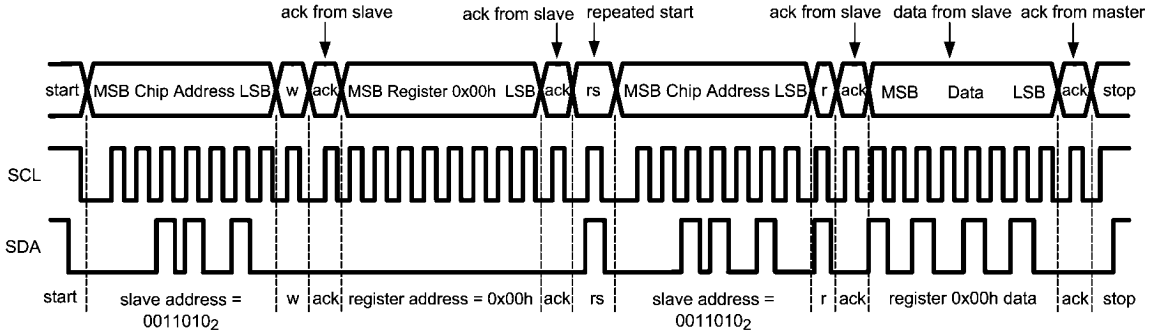 ack from slave ack from slave repeated start ack from slave data from slave ack from master
start MSB Chip Address LSB w ack MSB Register 0x00h LSB ack rs MSB Chip Address LSB r ack MSB Data LSB ack stop
SCL
SDA
start slave address = w ack register address = 0x00h ack rs slave address = r ack register 0x00h data ack stop
0011010₂ 0011010₂